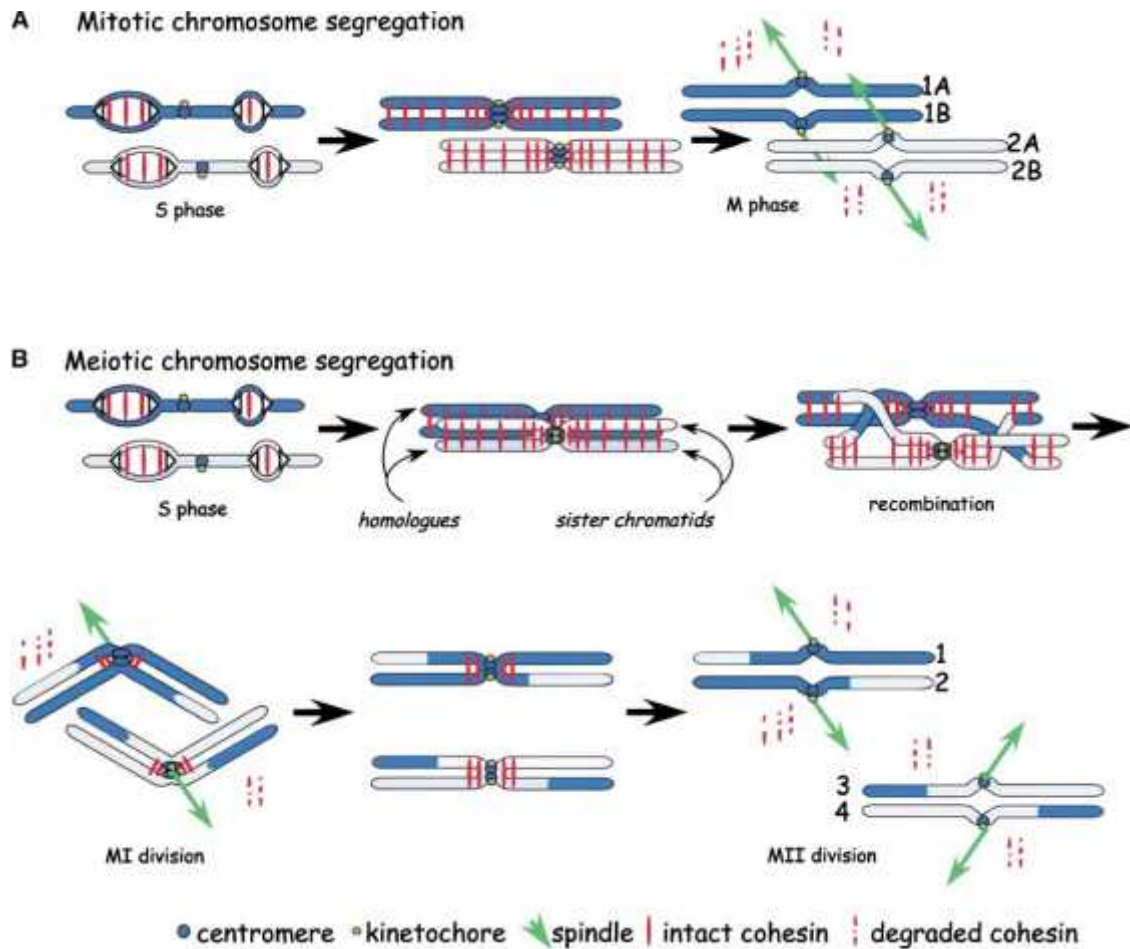 A Mitotic chromosome segregation
1A
1B
2A
2B
S phase
M phase
B Meiotic chromosome segregation
S phase
homologues
sister chromatids
recombination
1
2
3
4
MI division
MII division
centromere kinetochore spindle intact cohesin degraded cohesin